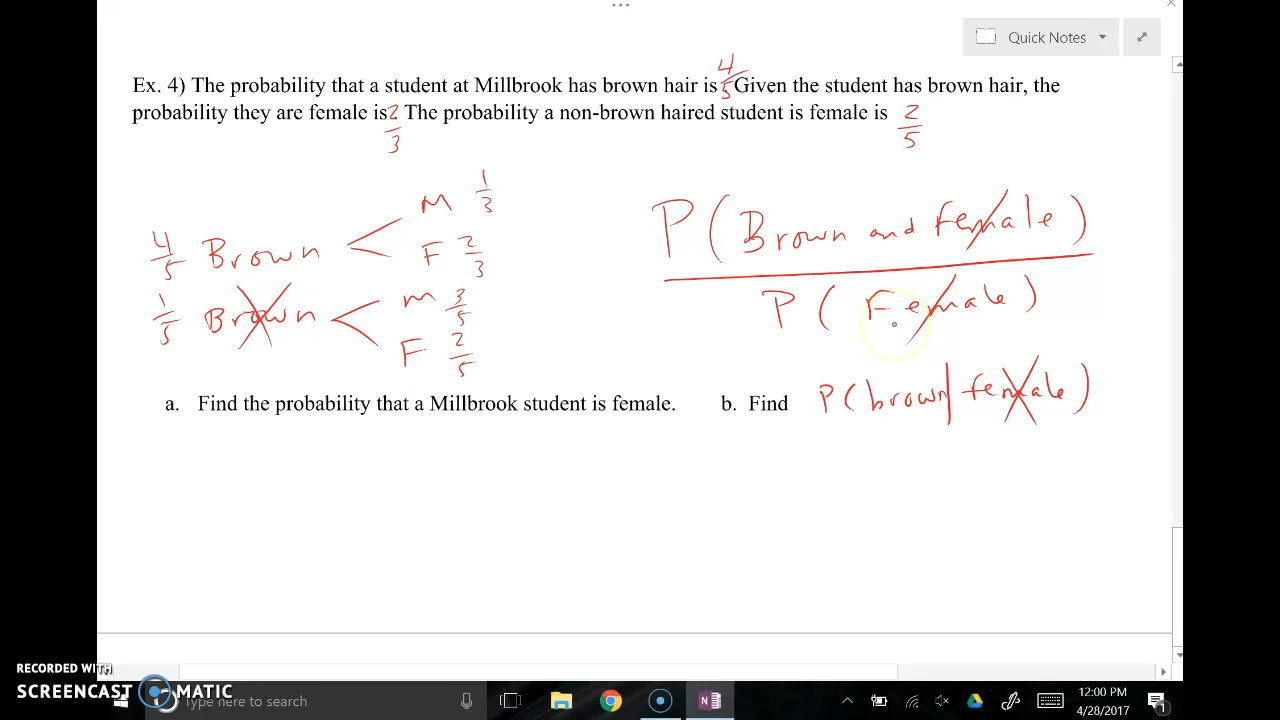 Quick Notes
Ex. 4) The probability that a student at Millbrook has brown hair is 4/5 Given the student has brown hair, the
probability they are female is 2/3 The probability a non-brown haired student is female is 2/5
M 1/3
4/5 Brown F 2/3
M 3/5
1/5 Brown
F 2/5
P(Brown and female)
P(Female)
a. Find the probability that a Millbrook student is female.
b. Find P(brown|female)
RECORDED WITH
SCREENCAST MATIC
Type here to search
12:00 PM
4/28/2017
1